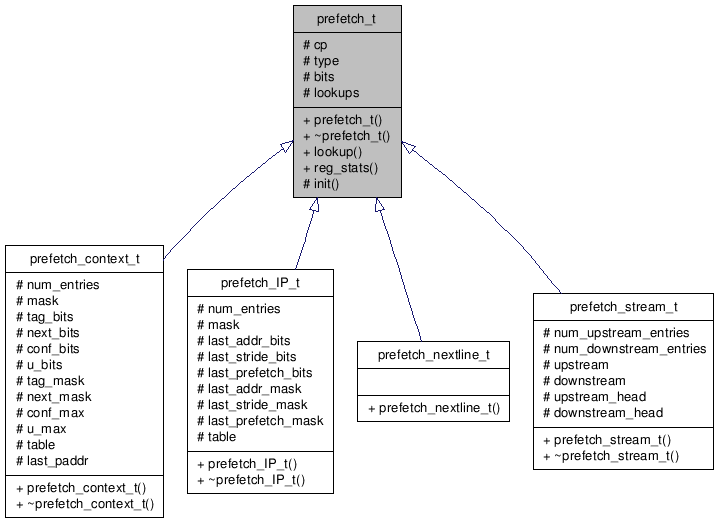 prefetch_t
# cp
# type
# bits
# lookups
+ prefetch_t()
+ ~prefetch_t()
+ lookup()
+ reg_stats()
# init()
prefetch_context_t
# num_entries
# mask
# tag_bits
# next_bits
# conf_bits
# u_bits
# tag_mask
# next_mask
# conf_max
# u_max
# table
# last_paddr
+ prefetch_context_t()
+ ~prefetch_context_t()
prefetch_IP_t
# num_entries
# mask
# last_addr_bits
# last_stride_bits
# last_prefetch_bits
# last_addr_mask
# last_stride_mask
# last_prefetch_mask
# table
+ prefetch_IP_t()
+ ~prefetch_IP_t()
prefetch_nextline_t
+ prefetch_nextline_t()
prefetch_stream_t
# num_upstream_entries
# num_downstream_entries
# upstream
# downstream
# upstream_head
# downstream_head
+ prefetch_stream_t()
+ ~prefetch_stream_t()